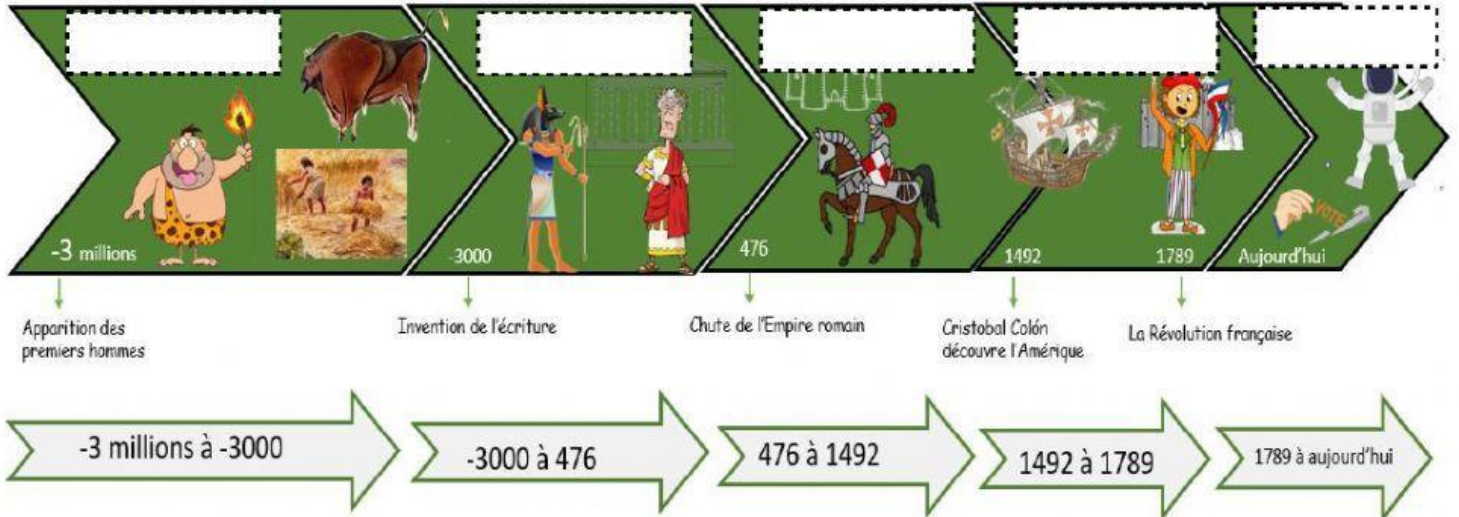 -3 millions
-3000
476
1492
1789
Aujourd'hui
VOTE
Apparition des
premiers hommes
Invention de l'écriture
Chute de l'Empire romain
Cristobal Colón
découvre l'Amérique
La Révolution française
-3 millions à -3000
-3000 à 476
476 à 1492
1492 à 1789
1789 à aujourd'hui